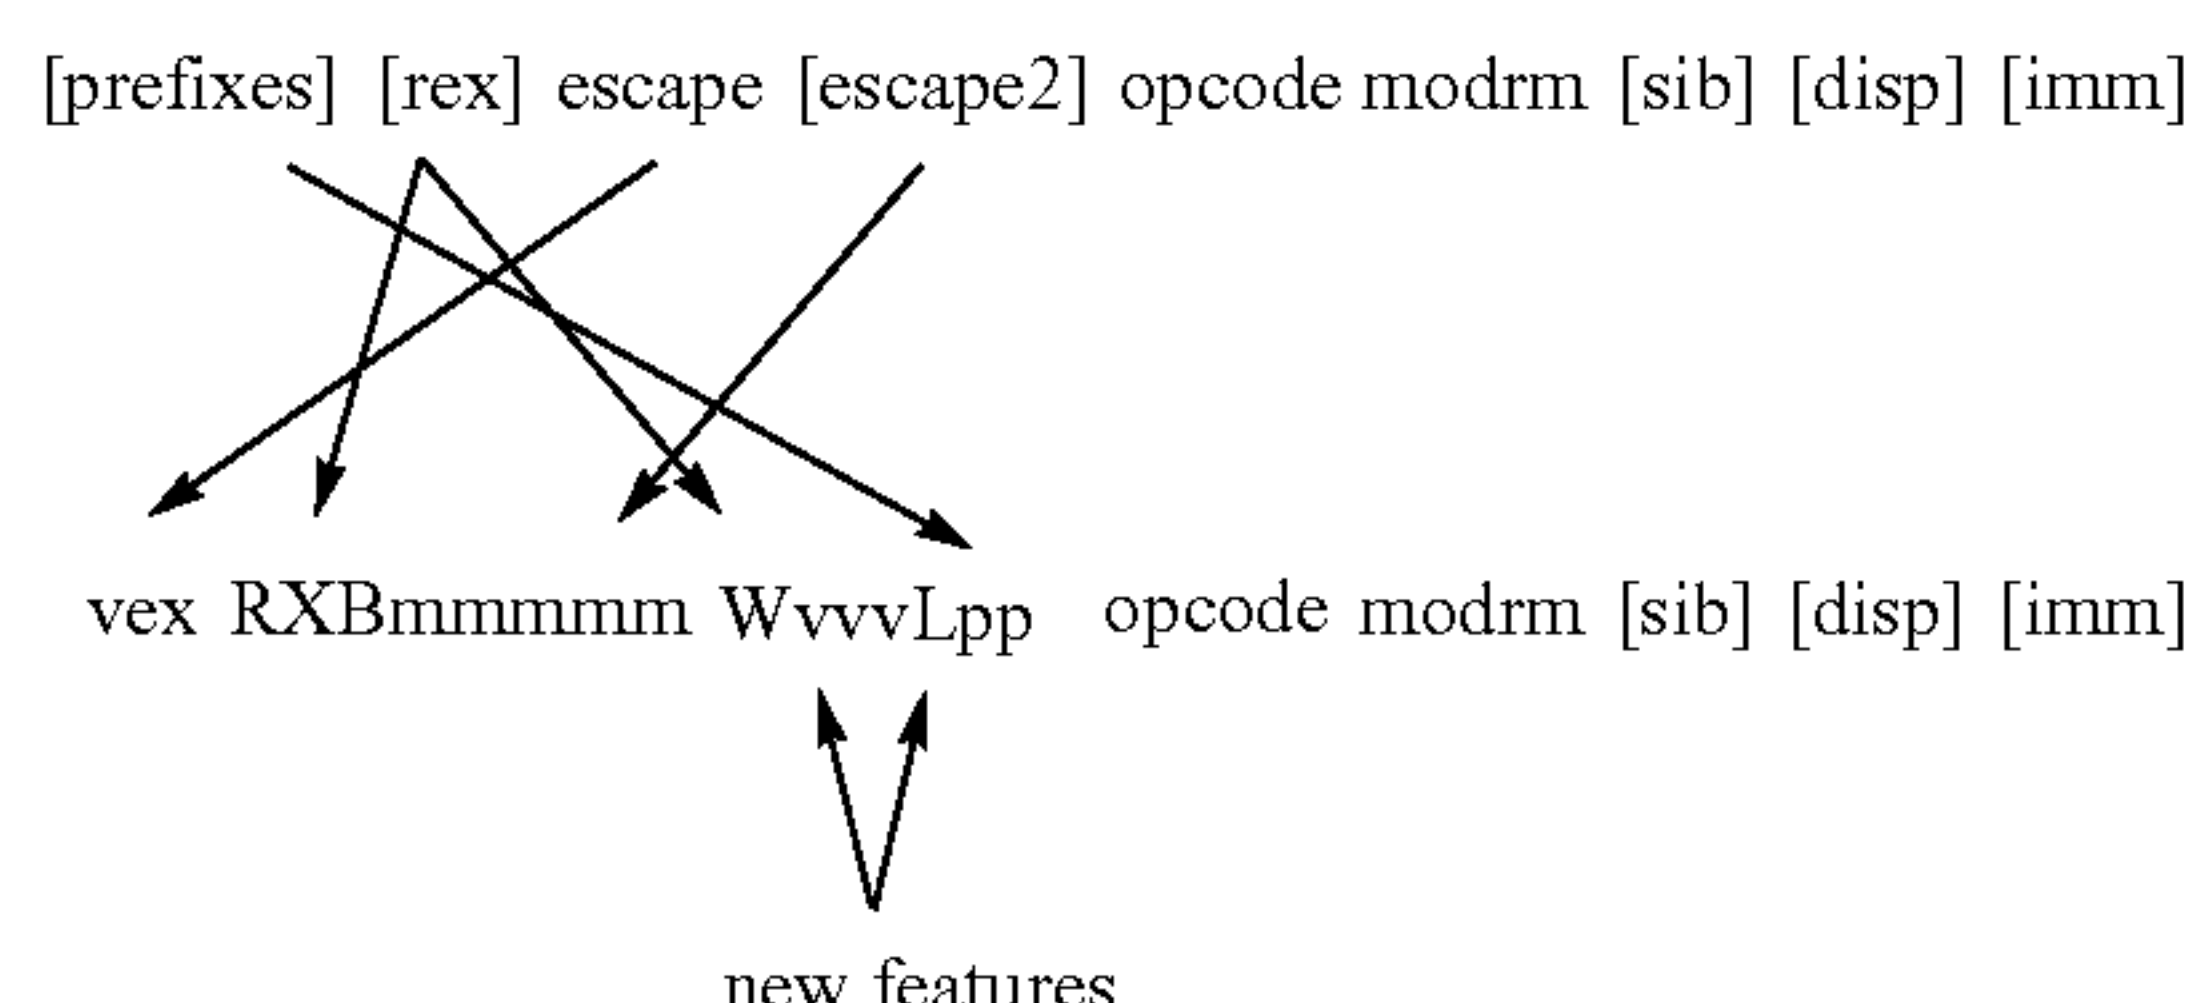 [prefixes] [rex] escape [escape2] opcode modrm [sib] [disp] [imm]
vex RXBmmmmm WvvvLpp opcode modrm [sib] [disp] [imm]
new features